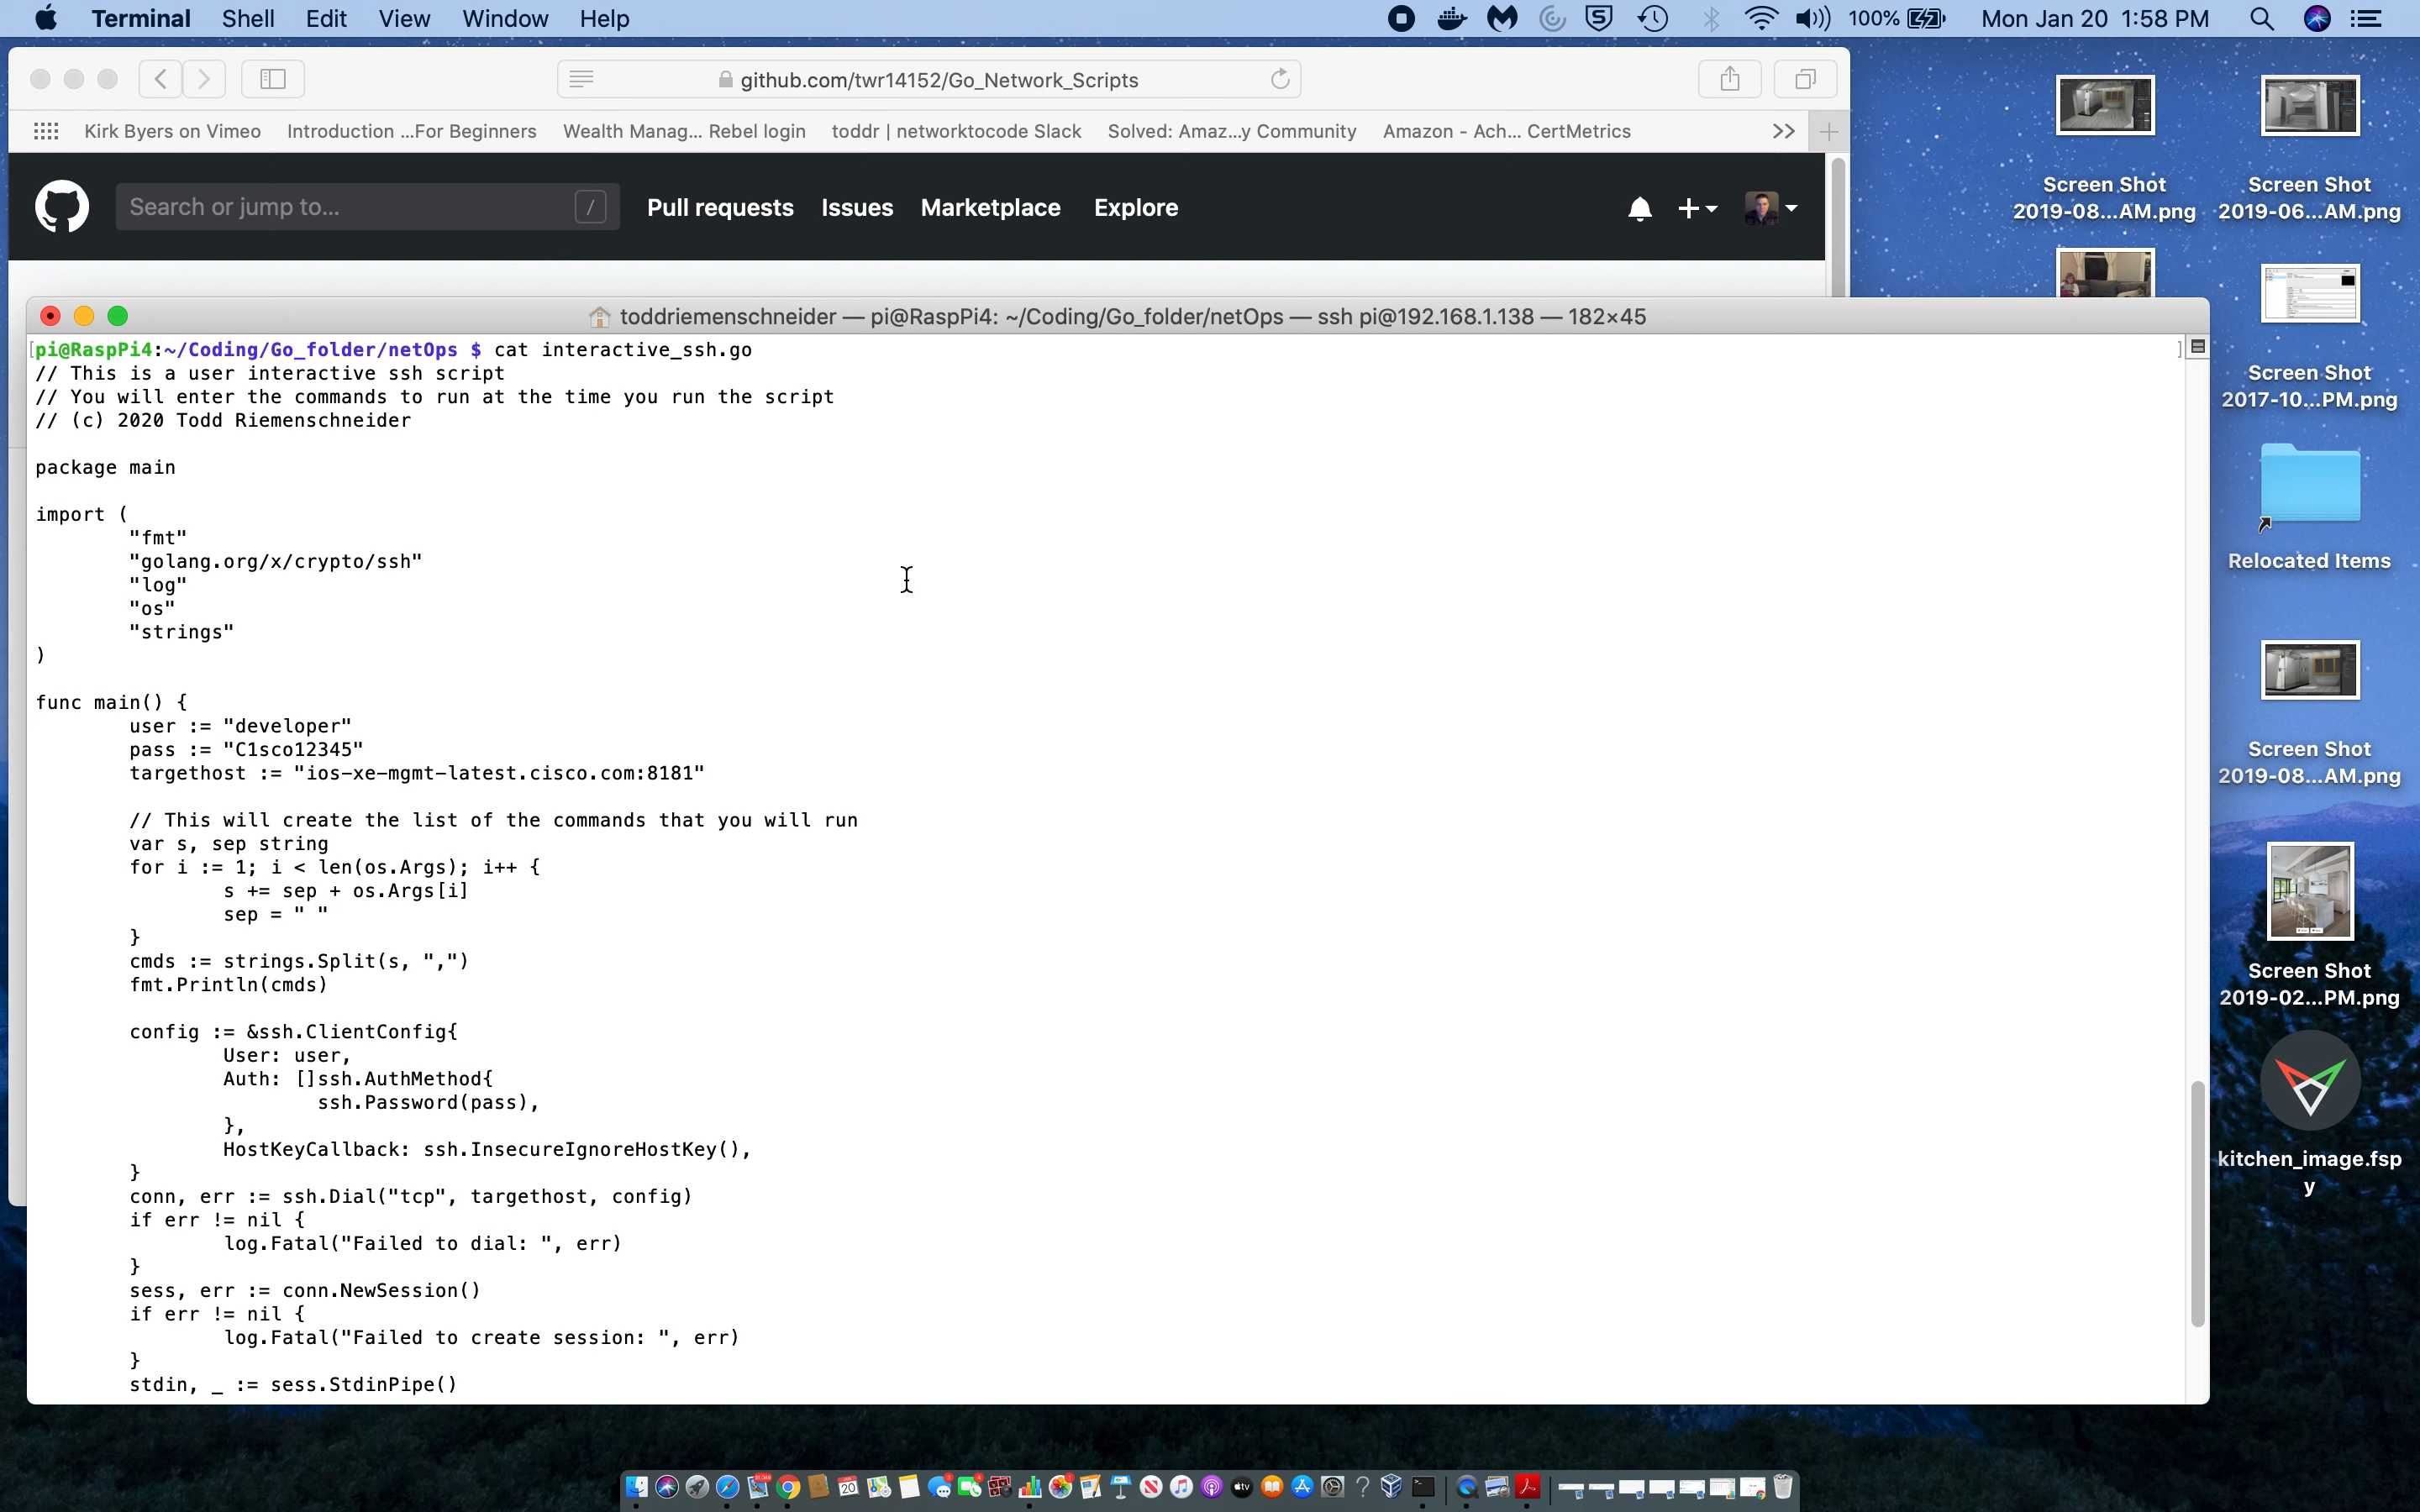 Terminal Shell Edit View Window Help 100% Mon Jan 20 1:58 PM
github.com/twr14152/Go_Network_Scripts
Kirk Byers on Vimeo Introduction ...For Beginners Wealth Manag... Rebel login toddr | networktocode Slack Solved: Amaz...y Community Amazon - Ach... CertMetrics >>
Search or jump to... / Pull requests Issues Marketplace Explore
toddriemenschneider — pi@RaspPi4: ~/Coding/Go_folder/netOps — ssh pi@192.168.1.138 — 182×45
[pi@RaspPi4:~/Coding/Go_folder/netOps $ cat interactive_ssh.go ]
// This is a user interactive ssh script
// You will enter the commands to run at the time you run the script
// (c) 2020 Todd Riemenschneider
package main
import (
"fmt"
"golang.org/x/crypto/ssh"
"log"
"os"
"strings"
)
func main() {
user := "developer"
pass := "C1sco12345"
targethost := "ios-xe-mgmt-latest.cisco.com:8181"
// This will create the list of the commands that you will run
var s, sep string
for i := 1; i < len(os.Args); i++ {
s += sep + os.Args[i]
sep = " "
}
cmds := strings.Split(s, ",")
fmt.Println(cmds)
config := &ssh.ClientConfig{
User: user,
Auth: []ssh.AuthMethod{
ssh.Password(pass),
},
HostKeyCallback: ssh.InsecureIgnoreHostKey(),
}
conn, err := ssh.Dial("tcp", targethost, config)
if err != nil {
log.Fatal("Failed to dial: ", err)
}
sess, err := conn.NewSession()
if err != nil {
log.Fatal("Failed to create session: ", err)
}
stdin, _ := sess.StdinPipe()
Screen Shot
2019-08...AM.png
Screen Shot
2019-06...AM.png
Screen Shot
2017-10...PM.png
Relocated Items
Screen Shot
2019-08...AM.png
Screen Shot
2019-02...PM.png
kitchen_image.fsp
y